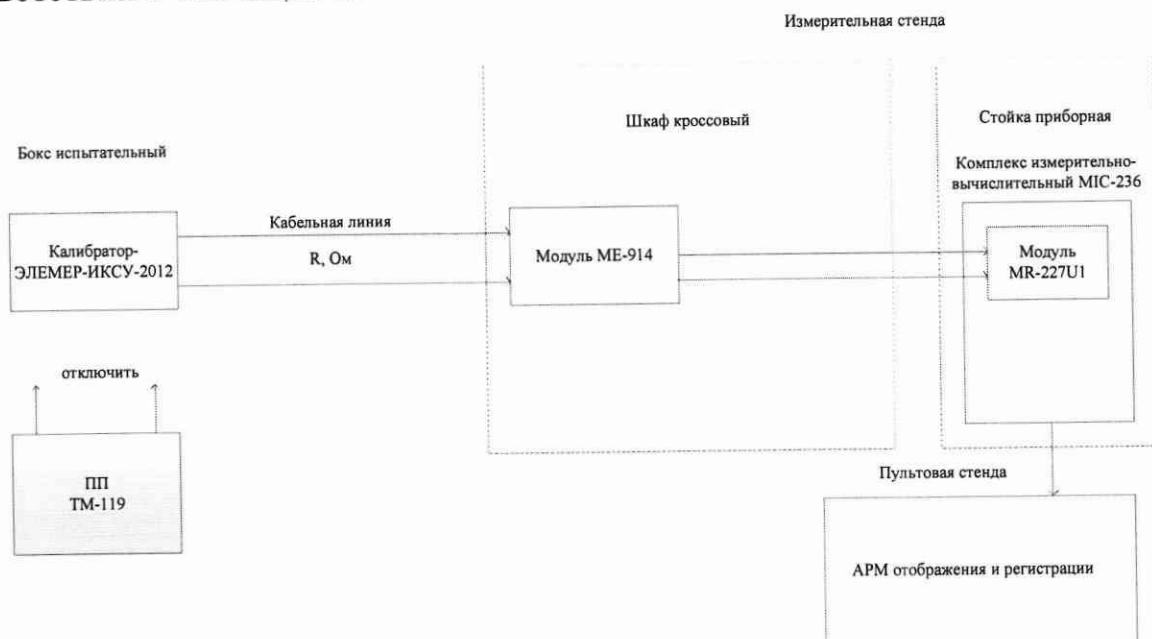 Измерительная стенда
Шкаф кроссовый
Стойка приборная
Бокс испытательный
Комплекс измерительно-
вычислительный MIC-236
Калибратор-
ЭЛЕМЕР-ИКСУ-2012
Кабельная линия
R, Ом
Модуль МЕ-914
Модуль
MR-227U1
отключить
ПП
ТМ-119
Пультовая стенда
АРМ отображения и регистрации